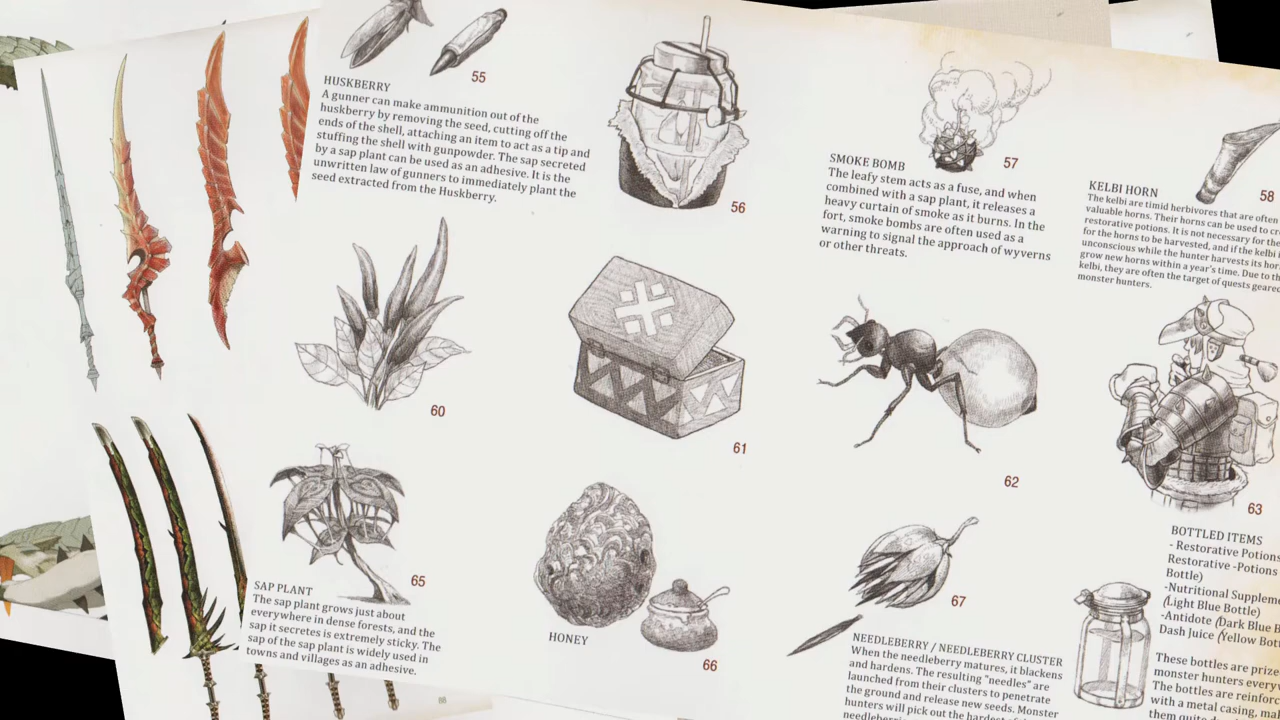 55
HUSKBERRY
A gunner can make ammunition out of the
huskberry by removing the seed, cutting off the
ends of the shell, attaching an item to act as a tip and
stuffing the shell with gunpowder. The sap secreted
by a sap plant can be used as an adhesive. It is the
unwritten law of gunners to immediately plant the
seed extracted from the Huskberry.
56
57
SMOKE BOMB
The leafy stem acts as a fuse, and when
combined with a sap plant, it releases a
heavy curtain of smoke as it burns. In the
fort, smoke bombs are often used as a
warning to signal the approach of wyverns
or other threats.
58
KELBI HORN
The kelbi are timid herbivores that are often
valuable horns. Their horns can be used to
restorative potions. It is not necessary for the
for the horns to be harvested, and if the kelbi
unconscious while the hunter harvests its
grow new horns within a year's time. Due to
kelbi, they are often the target of quests geared
monster hunters.
60
61
62
63
65
SAP PLANT
The sap plant grows just about
everywhere in dense forests, and the
sap it secretes is extremely sticky. The
sap of the sap plant is widely used in
towns and villages as an adhesive.
HONEY
66
67
NEEDLEBERRY / NEEDLEBERRY CLUSTER
When the needleberry matures, it blackens
and hardens. The resulting "needles" are
launched from their clusters to penetrate
the ground and release new seeds. Monster
hunters will pick out the hardest of
BOTTLED ITEMS
- Restorative Potions
Restorative -Potions
Bottle)
-Nutritional
(Light Blue Bottle)
-Antidote (Dark Blue
Dash Juice (Yellow
These bottles are
monster hunters
The bottles are
with a metal casing,
88